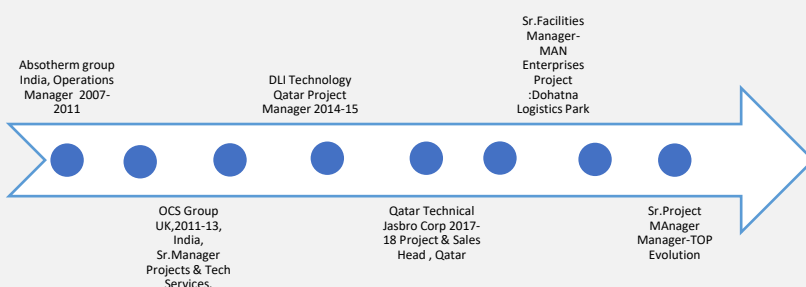 Absotherm group
India, Operations
Manager 2007-
2011
OCS Group
UK,2011-13,
India,
Sr.Manager
Projects & Tech
Services.
DLI Technology
Qatar Project
Manager 2014-15
Qatar Technical
Jasbro Corp 2017-
18 Project & Sales
Head , Qatar
Sr.Facilities
Manager-
MAN
Enterprises
Project
:Dohatna
Logistics Park
Sr.Project
MAnager
Manager-TOP
Evolution